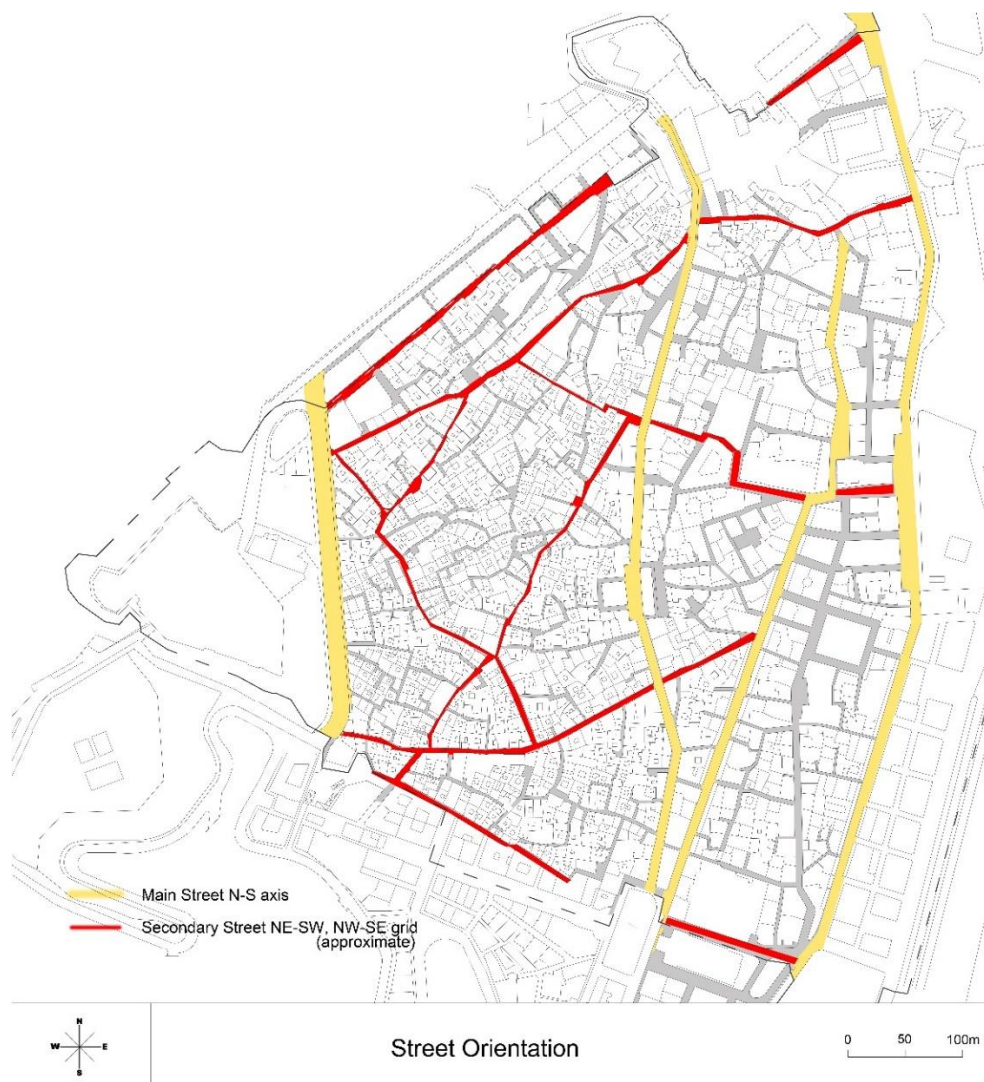 Main Street N-S axis
Secondary Street NE-SW, NW-SE grid
(approximate)
N
W E
S
Street Orientation
0 50 100m